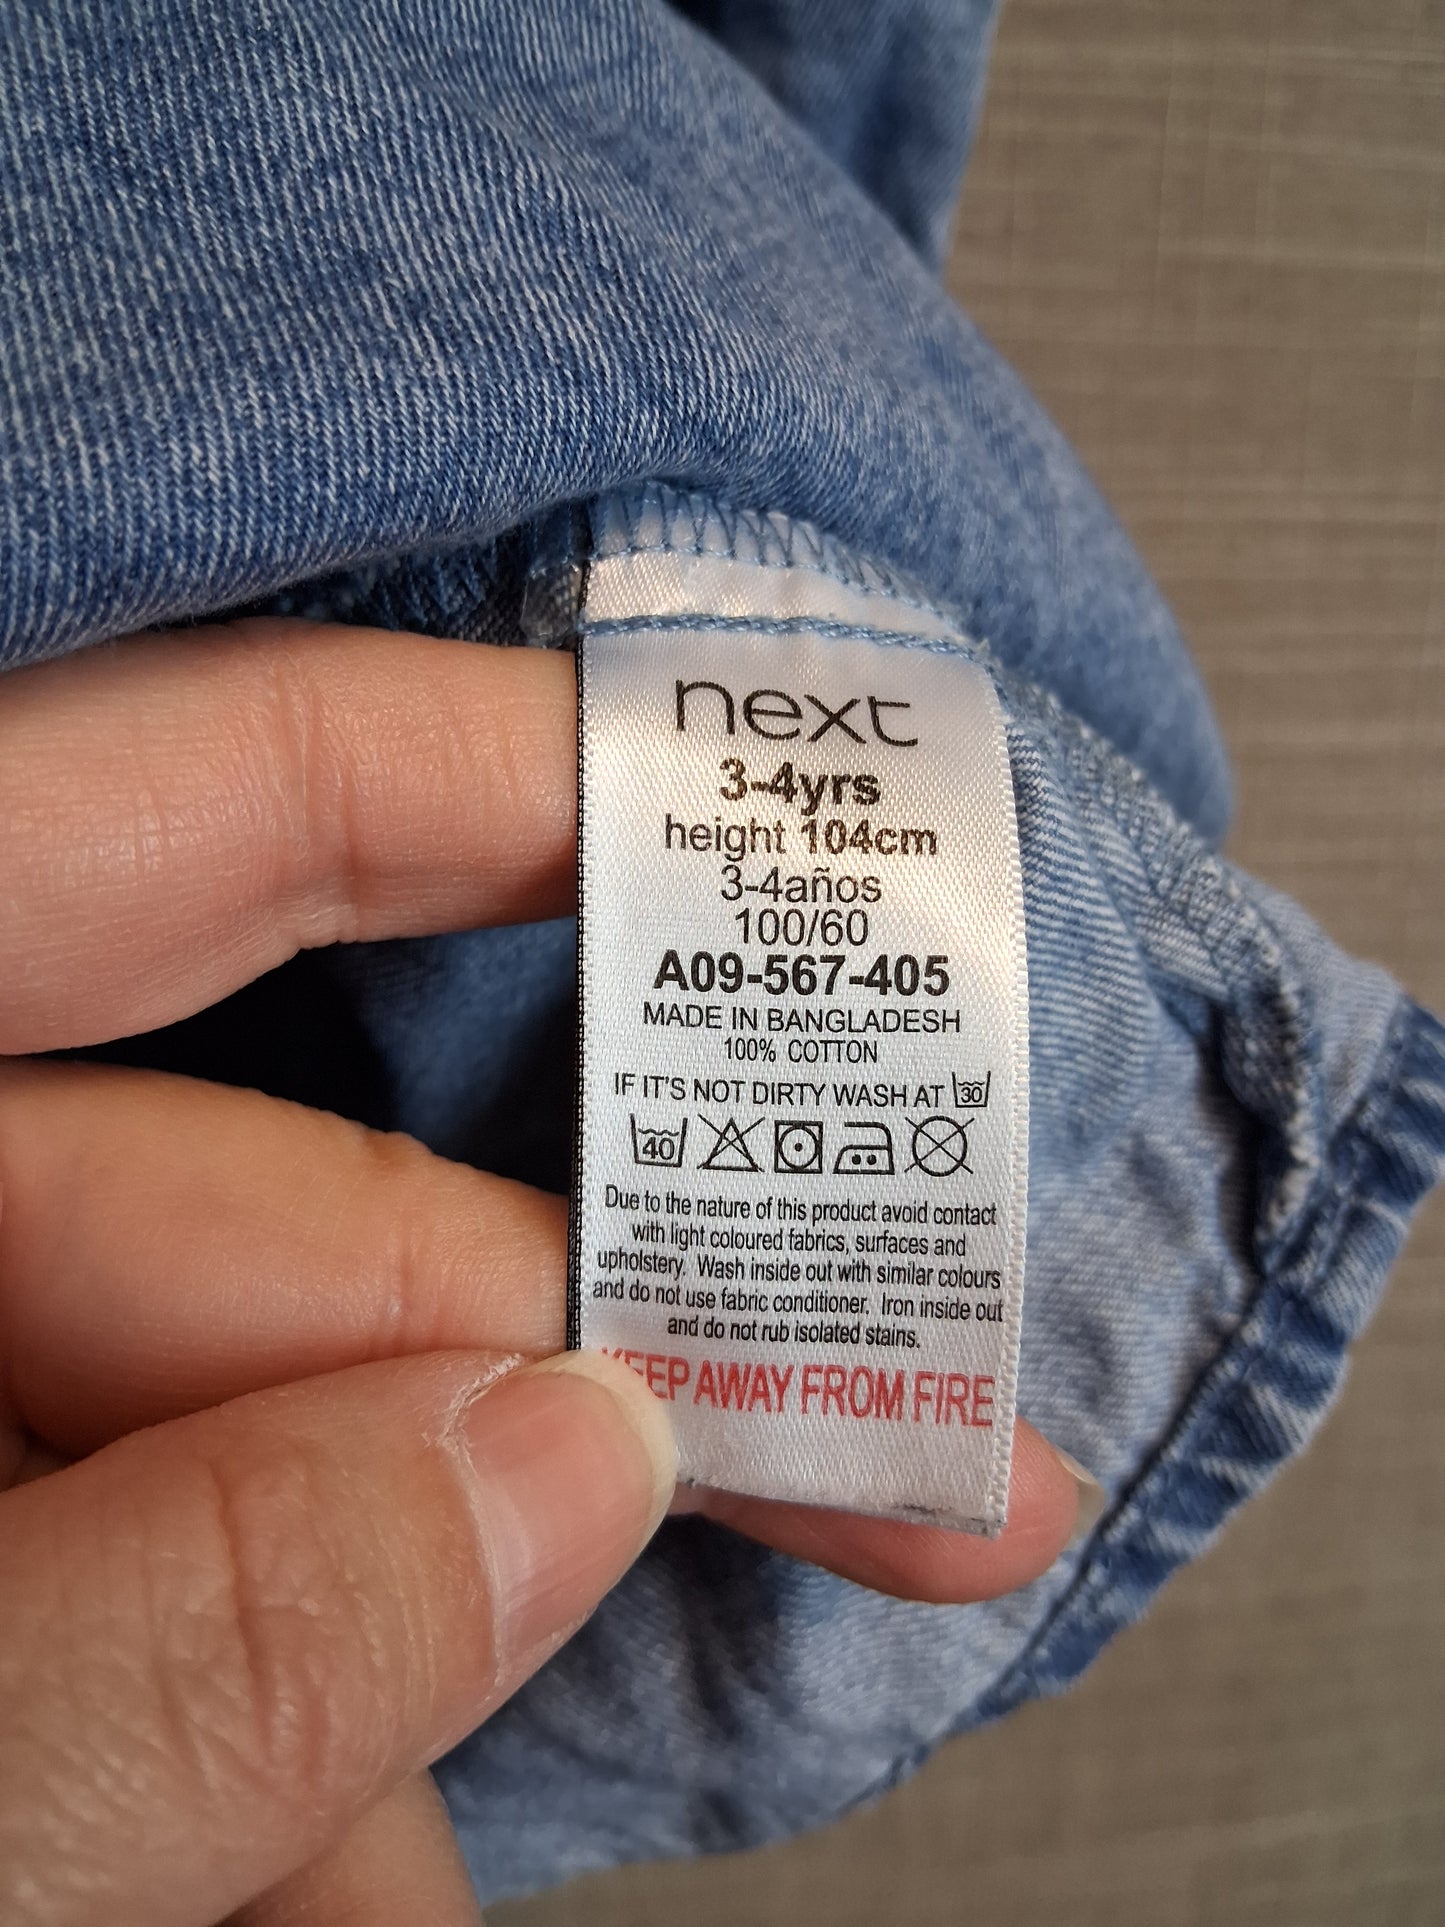 next
3-4yrs
height 104cm
3-4años
100/60
A09-567-405
MADE IN BANGLADESH
100% COTTON
IF IT'S NOT DIRTY WASH AT 30
40
Due to the nature of this product avoid contact
with light coloured fabrics, surfaces and
upholstery. Wash inside out with similar colours
and do not use fabric conditioner. Iron inside out
and do not rub isolated stains.
KEEP AWAY FROM FIRE